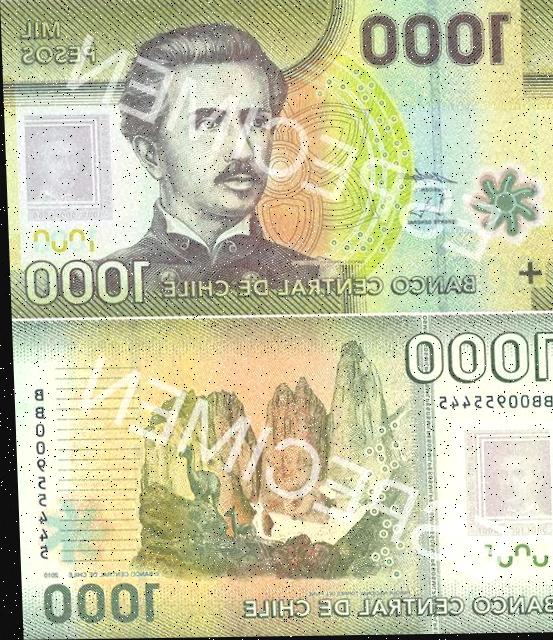 MIL
PESOS
1000
SPECIMEN
1000
BANCO CENTRAL DE CHILE
1000
BB00955445
SPECIMEN
BB00955445
© BANCO CENTRAL DE CHILE 2010
1000
BANCO CENTRAL DE CHILE